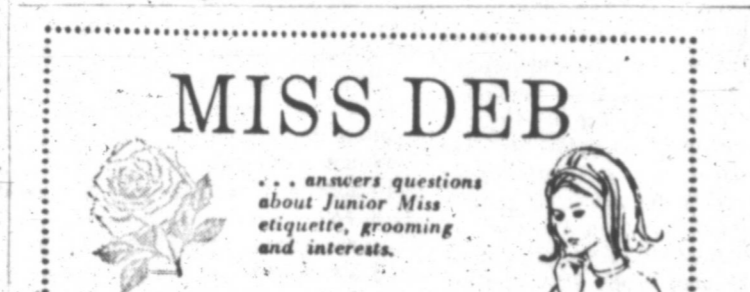 MISS DEB
. . . answers questions
about Junior Miss
etiquette, grooming
and interests.